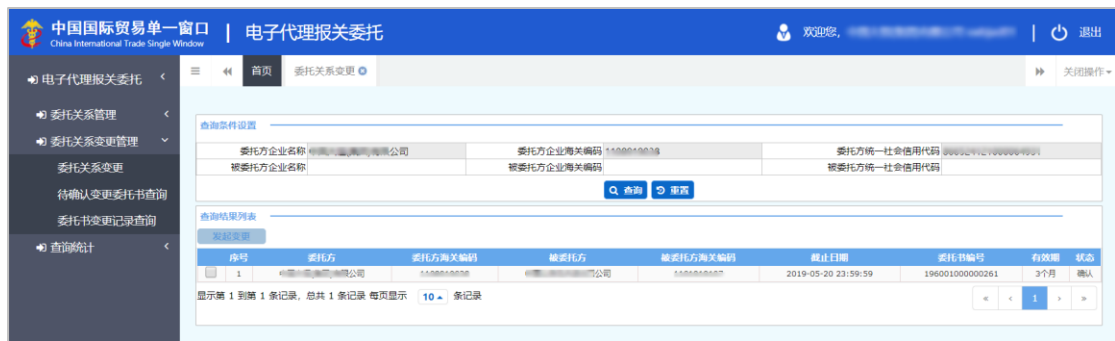 中国国际贸易单一窗口 | 电子代理报关委托 欢迎您, | 退出
China International Trade Single Window
电子代理报关委托 首页 委托关系变更 关闭操作
委托关系管理
委托关系变更管理
委托关系变更
待确认变更委托书查询
委托书变更记录查询
查询统计
查询条件设置
委托方企业名称 公司 委托方企业海关编码 委托方统一社会信用代码
被委托方企业名称 被委托方企业海关编码 被委托方统一社会信用代码
查询 重置
查询结果列表
发起变更
序号 委托方 委托方海关编码 被委托方 被委托方海关编码 截止日期 委托书编号 有效期 状态
1 公司 公司 2019-05-20 23:59:59 196001000000261 3个月 确认
显示第 1 到第 1 条记录，总共 1 条记录 每页显示 10 条记录 « ‹ 1 › »